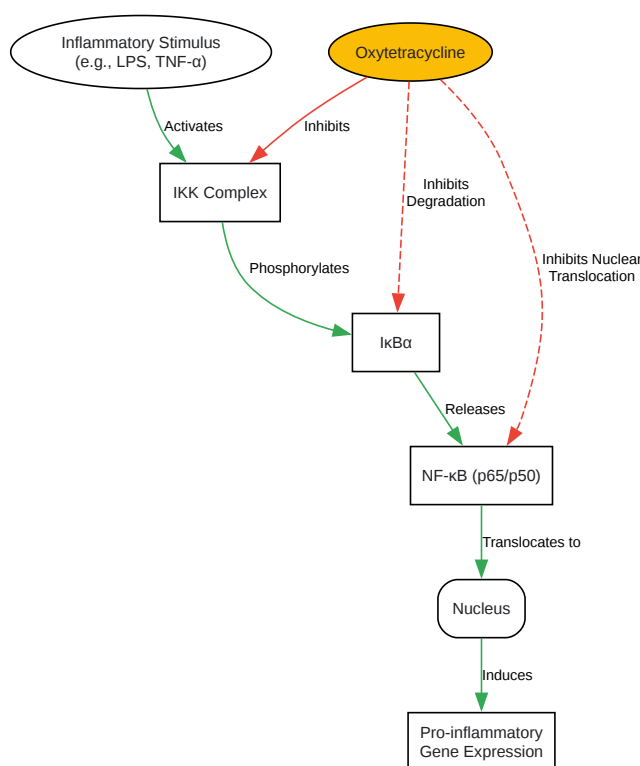 Inflammatory Stimulus
(e.g., LPS, TNF-α)
Oxytetracycline
Activates
Inhibits
IKK Complex
Inhibits
Degradation
Inhibits Nuclear
Translocation
Phosphorylates
IκBα
Releases
NF-κB (p65/p50)
Translocates to
Nucleus
Induces
Pro-inflammatory
Gene Expression